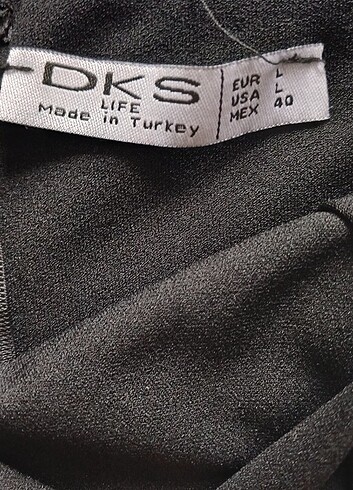 DKS
LIFE
Made in Turkey
EUR L
USA L
MEX 40